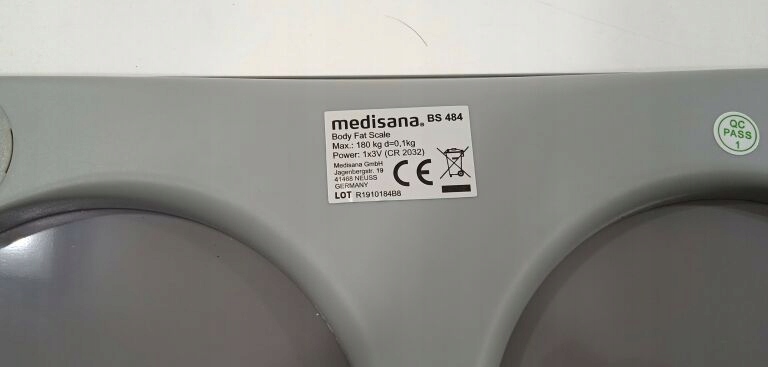 medisana® BS 484
Body Fat Scale
Max.: 180 kg d=0,1kg
Power: 1x3V (CR 2032)
Medisana GmbH
Jagenbergstr. 19
41468 NEUSS
GERMANY
CE
LOT R1910184B8
QC
PASS
1